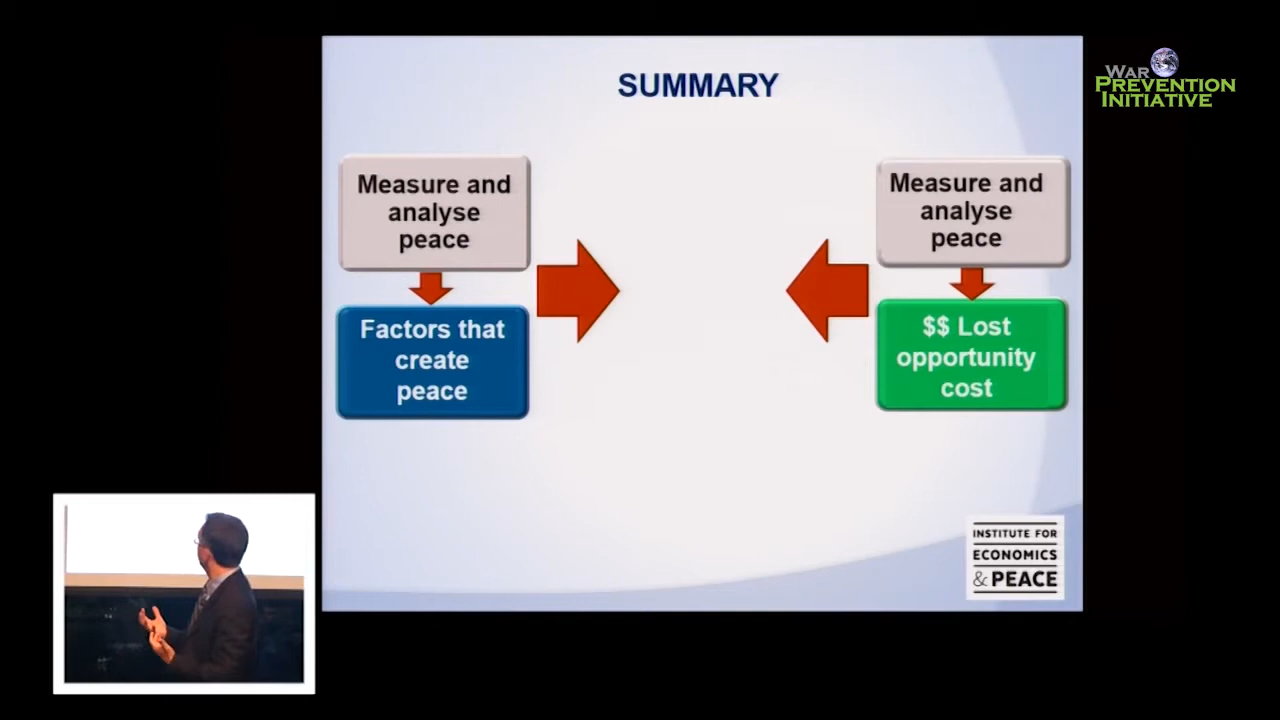 SUMMARY
WAR
PREVENTION
INITIATIVE
Measure and
analyse
peace
Factors that
create
peace
Measure and
analyse
peace
$$ Lost
opportunity
cost
INSTITUTE FOR
ECONOMICS
& PEACE